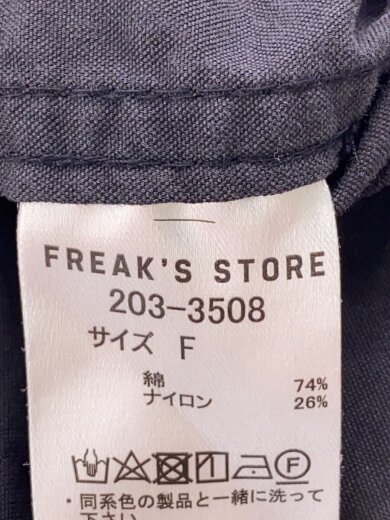 FREAK'S STORE
203-3508
サイズ F
綿 74%
ナイロン 26%
F
・同系色の製品と一緒に洗って
下さい